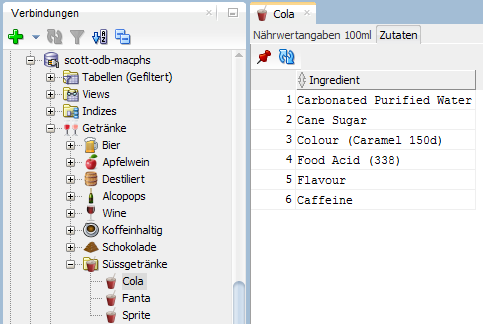 Verbindungen
scott-odb-macphs
Tabellen (Gefiltert)
Views
Indizes
Getränke
Bier
Apfelwein
Destiliert
Alcopops
Wine
Koffeinhaltig
Schokolade
Süssgetränke
Cola
Fanta
Sprite
Cola
Nährwertangaben 100ml Zutaten
Ingredient
1 Carbonated Purified Water
2 Cane Sugar
3 Colour (Caramel 150d)
4 Food Acid (338)
5 Flavour
6 Caffeine